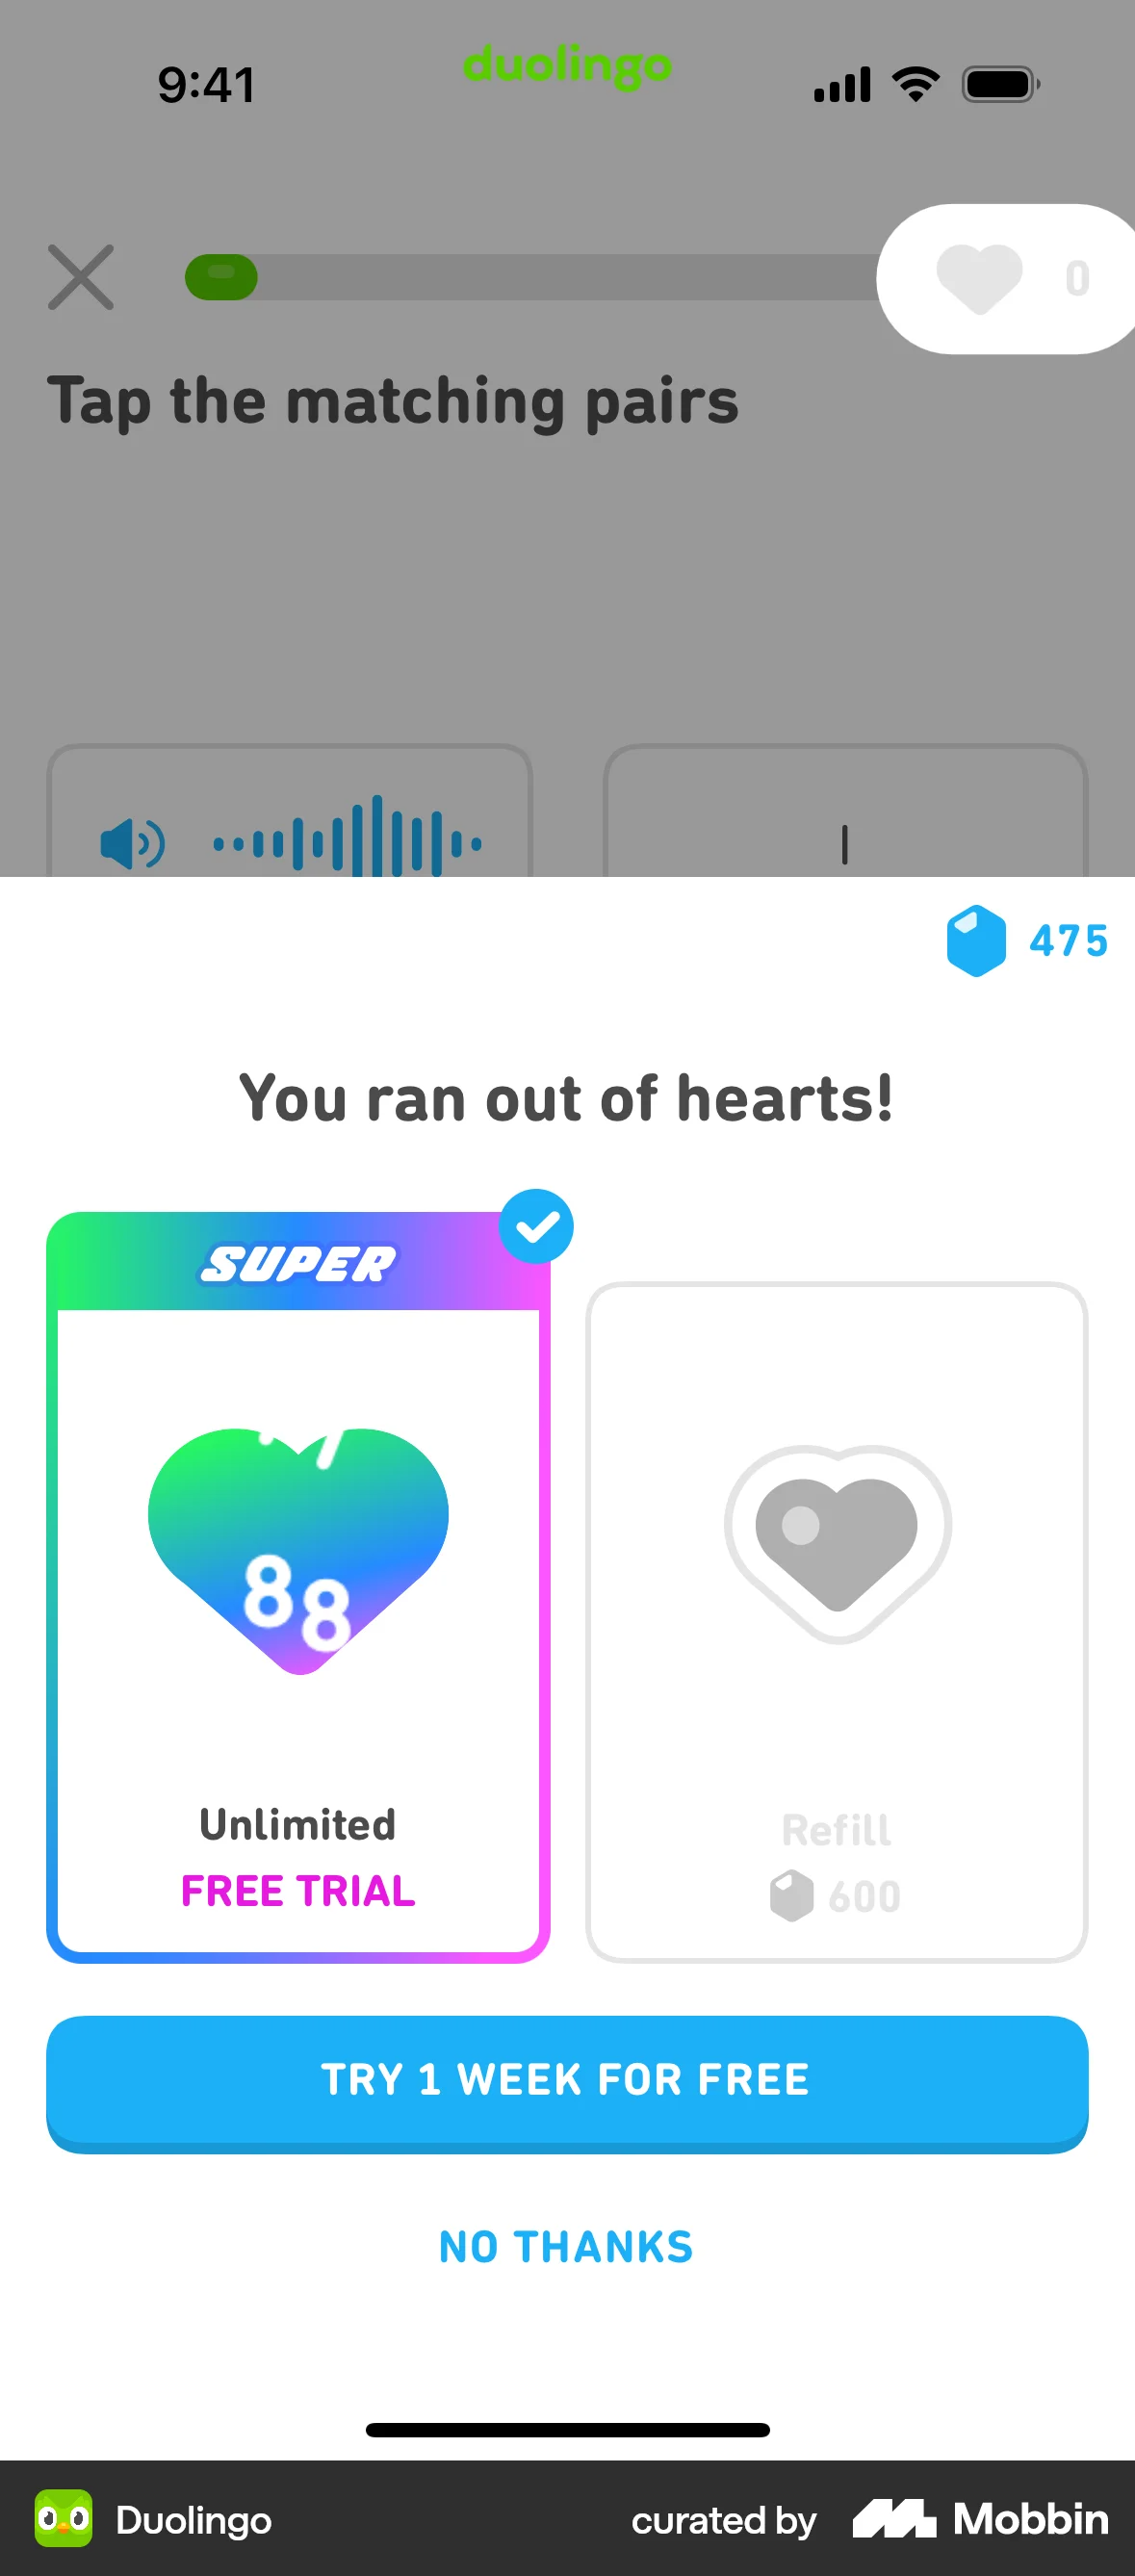 9:41
duolingo
0
Tap the matching pairs
475
You ran out of hearts!
SUPER
88
Unlimited
FREE TRIAL
Refill
600
TRY 1 WEEK FOR FREE
NO THANKS
Duolingo
curated by Mobbin